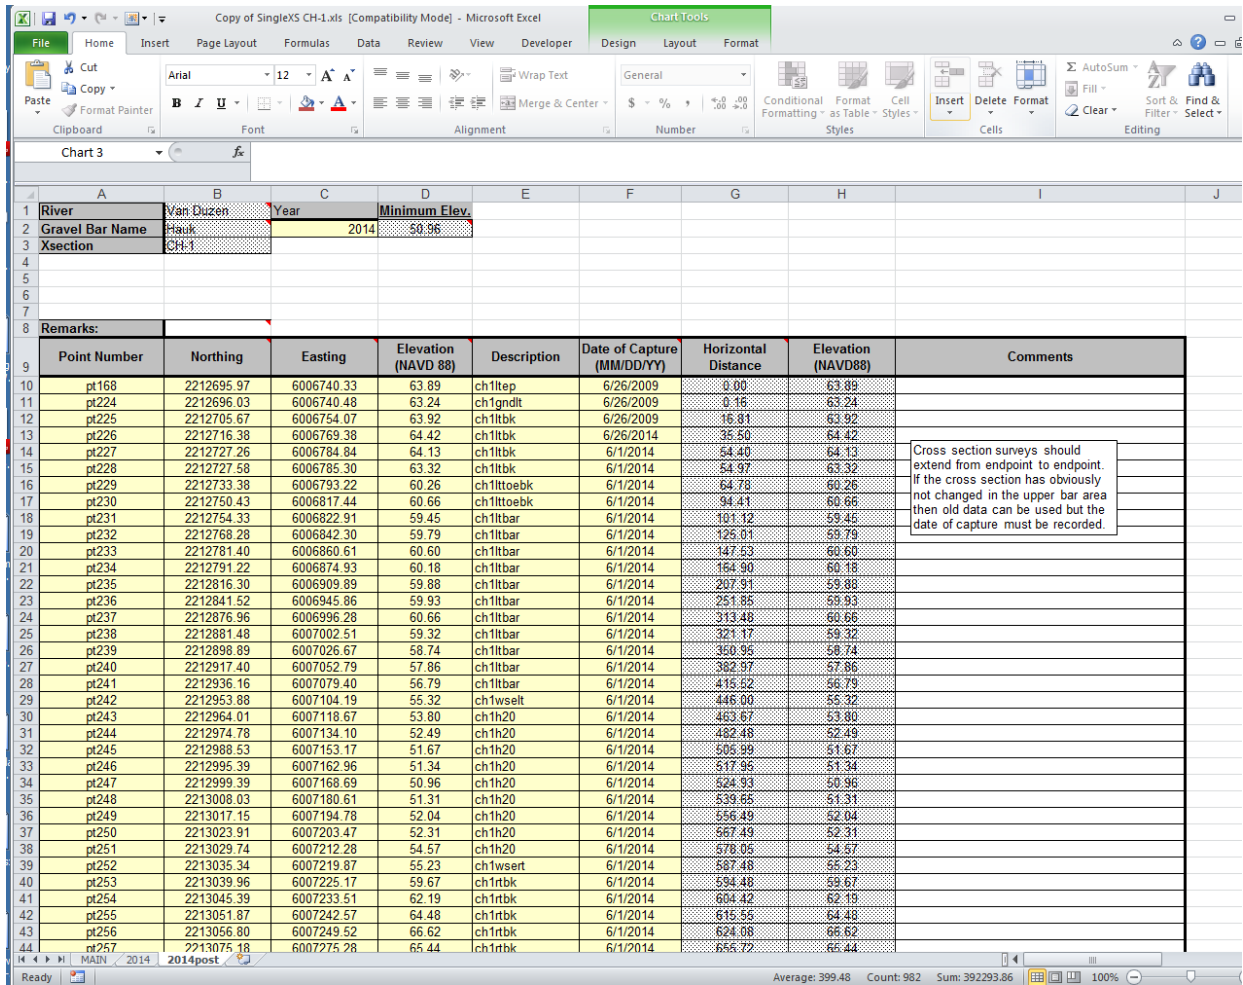 Copy of SingleXS CH-1.xls [Compatibility Mode] - Microsoft Excel
Chart Tools
File Home Insert Page Layout Formulas Data Review View Developer Design Layout Format
Cut
Copy
Format Painter
Paste
Clipboard
Arial 12
B I U
Font
Wrap Text
Merge & Center
Alignment
General
$ % ,
Number
Conditional Formatting
Format as Table
Cell Styles
Styles
Insert Delete Format
Cells
Σ AutoSum
Fill
Clear
Sort & Filter
Find & Select
Editing
Chart 3 fx
A B C D E F G H I J
1 River Van Duzen Year Minimum Elev.
2 Gravel Bar Name Hauk 2014 50.96
3 Xsection CH-1
4
5
6
7
8 Remarks:
9 Point Number Northing Easting Elevation (NAVD 88) Description Date of Capture (MM/DD/YY) Horizontal Distance Elevation (NAVD88) Comments
10 pt168 2212695.97 6006740.33 63.89 ch1ltep 6/26/2009 0.00 63.89
11 pt224 2212696.03 6006740.48 63.24 ch1gndlt 6/26/2009 0.16 63.24
12 pt225 2212705.67 6006754.07 63.92 ch1ltbk 6/26/2009 16.81 63.92
13 pt226 2212716.38 6006769.38 64.42 ch1ltbk 6/26/2014 35.50 64.42
14 pt227 2212727.26 6006784.84 64.13 ch1ltbk 6/1/2014 54.40 64.13
15 pt228 2212727.58 6006785.30 63.32 ch1ltbk 6/1/2014 54.97 63.32
16 pt229 2212733.38 6006793.22 60.26 ch1lttoebk 6/1/2014 64.78 60.26
17 pt230 2212750.43 6006817.44 60.66 ch1lttoebk 6/1/2014 94.41 60.66
18 pt231 2212754.33 6006822.91 59.45 ch1ltbar 6/1/2014 101.12 59.45
19 pt232 2212768.28 6006842.30 59.79 ch1ltbar 6/1/2014 125.01 59.79
20 pt233 2212781.40 6006860.61 60.60 ch1ltbar 6/1/2014 147.53 60.60
21 pt234 2212791.22 6006874.93 60.18 ch1ltbar 6/1/2014 164.90 60.18
22 pt235 2212816.30 6006909.89 59.88 ch1ltbar 6/1/2014 207.91 59.88
23 pt236 2212841.52 6006945.86 59.93 ch1ltbar 6/1/2014 251.85 59.93
24 pt237 2212876.96 6006996.28 60.66 ch1ltbar 6/1/2014 313.48 60.66
25 pt238 2212881.48 6007002.51 59.32 ch1ltbar 6/1/2014 321.17 59.32
26 pt239 2212898.89 6007026.67 58.74 ch1ltbar 6/1/2014 350.95 58.74
27 pt240 2212917.40 6007052.79 57.86 ch1ltbar 6/1/2014 382.97 57.86
28 pt241 2212936.16 6007079.40 56.79 ch1ltbar 6/1/2014 415.52 56.79
29 pt242 2212953.88 6007104.19 55.32 ch1wselt 6/1/2014 446.00 55.32
30 pt243 2212964.01 6007118.67 53.80 ch1h20 6/1/2014 463.67 53.80
31 pt244 2212974.78 6007134.10 52.49 ch1h20 6/1/2014 482.48 52.49
32 pt245 2212988.53 6007153.17 51.67 ch1h20 6/1/2014 505.99 51.67
33 pt246 2212995.39 6007162.96 51.34 ch1h20 6/1/2014 517.95 51.34
34 pt247 2212999.39 6007168.69 50.96 ch1h20 6/1/2014 524.93 50.96
35 pt248 2213008.03 6007180.61 51.31 ch1h20 6/1/2014 539.65 51.31
36 pt249 2213017.15 6007194.78 52.04 ch1h20 6/1/2014 556.49 52.04
37 pt250 2213023.91 6007203.47 52.31 ch1h20 6/1/2014 567.49 52.31
38 pt251 2213029.74 6007212.28 54.57 ch1h20 6/1/2014 578.05 54.57
39 pt252 2213035.34 6007219.87 55.23 ch1wsert 6/1/2014 587.48 55.23
40 pt253 2213039.96 6007225.17 59.67 ch1rtbk 6/1/2014 594.48 59.67
41 pt254 2213045.39 6007233.51 62.19 ch1rtbk 6/1/2014 604.42 62.19
42 pt255 2213051.87 6007242.57 64.48 ch1rtbk 6/1/2014 615.55 64.48
43 pt256 2213056.80 6007249.52 66.62 ch1rtbk 6/1/2014 624.08 66.62
44 pt257 2213075.18 6007275.28 65.44 ch1rtbk 6/1/2014 655.72 65.44
Cross section surveys should
extend from endpoint to endpoint.
If the cross section has obviously
not changed in the upper bar area
then old data can be used but the
date of capture must be recorded.
MAIN 2014 2014post
Ready Average: 399.48 Count: 982 Sum: 392293.86 100%